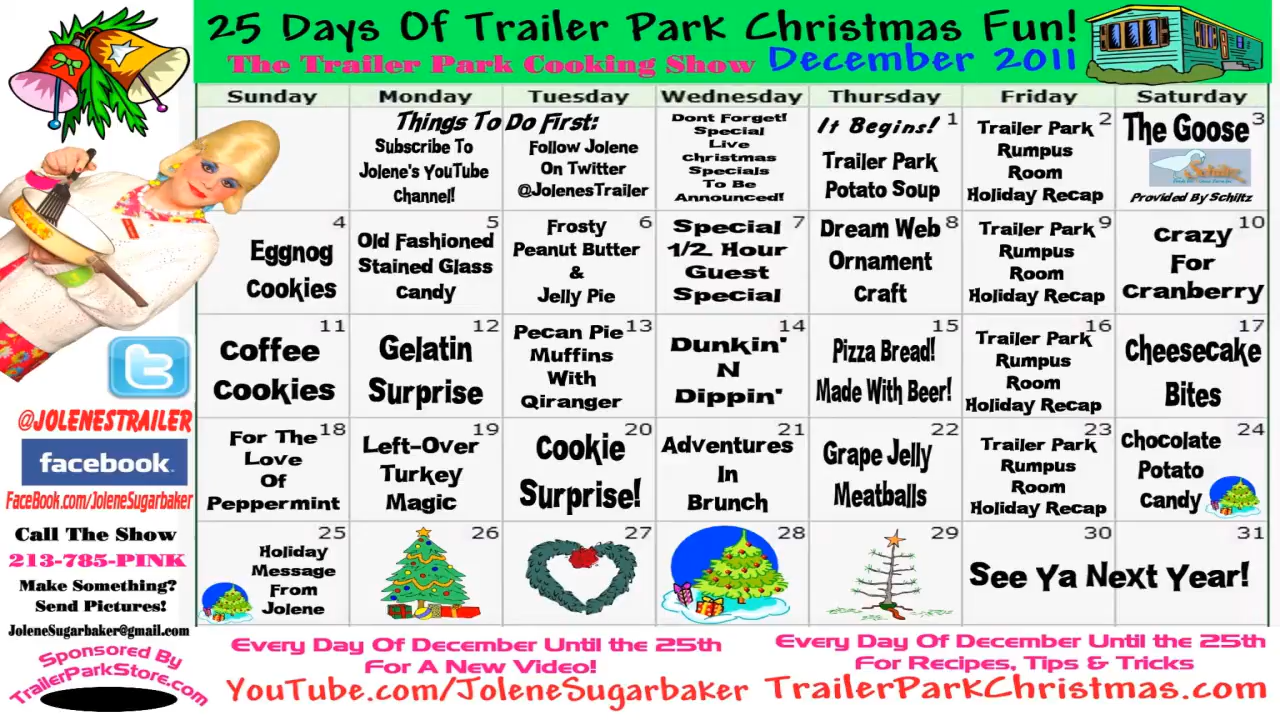 25 Days Of Trailer Park Christmas Fun!
The Trailer Park Cooking Show December 2011
Sunday Monday Tuesday Wednesday Thursday Friday Saturday
Things To Do First:
Subscribe To
Jolene's YouTube
Channel!
Follow Jolene
On Twitter
@JolenesTrailer
Dont Forget!
Special
Live
Christmas
Specials
To Be
Announced!
It Begins! 1
Trailer Park
Potato Soup
Trailer Park 2
Rumpus
Room
Holiday Recap
The Goose 3
Schiltz
Provided By Schiltz
4
Eggnog
Cookies
5
Old Fashioned
Stained Glass
Candy
Frosty 6
Peanut Butter
&
Jelly Pie
Special 7
1/2 Hour
Guest
Special
Dream Web 8
Ornament
Craft
Trailer Park 9
Rumpus
Room
Holiday Recap
10
Crazy
For
Cranberry
11
Coffee
Cookies
12
Gelatin
Surprise
Pecan Pie 13
Muffins
With
Qiranger
14
Dunkin'
N
Dippin'
15
Pizza Bread!
Made With Beer!
16
Trailer Park
Rumpus
Room
Holiday Recap
17
Cheesecake
Bites
For The 18
Love
Of
Peppermint
19
Left-Over
Turkey
Magic
20
Cookie
Surprise!
21
Adventures
In
Brunch
22
Grape Jelly
Meatballs
23
Trailer Park
Rumpus
Room
Holiday Recap
24
Chocolate
Potato
Candy
25
Holiday
Message
From
Jolene
26
27
28
29
30 31
See Ya Next Year!
t
@JOLENESTRAILER
facebook.
FaceBook.com/JoleneSugarbaker
Call The Show
213-785-PINK
Make Something?
Send Pictures!
JoleneSugarbaker@gmail.com
Sponsored By
TrailerParkStore.com
Every Day Of December Until the 25th
For A New Video!
YouTube.com/JoleneSugarbaker
Every Day Of December Until the 25th
For Recipes, Tips & Tricks
TrailerParkChristmas.com